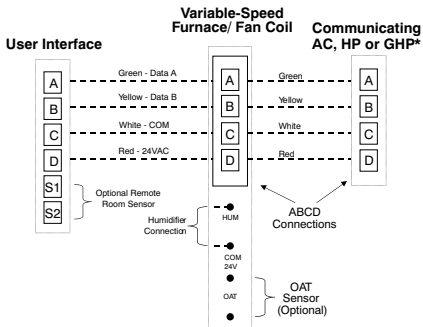 Variable-Speed
Furnace/ Fan Coil
Communicating
AC, HP or GHP*
User Interface
A
Green - Data A
A
Green
A
B
Yellow - Data B
B
Yellow
B
C
White - COM
C
White
C
D
Red - 24VAC
D
Red
D
S1
S2
Optional Remote
Room Sensor
Humidifier
Connection
HUM
COM
24V
ABCD
Connections
OAT
OAT
Sensor
(Optional)